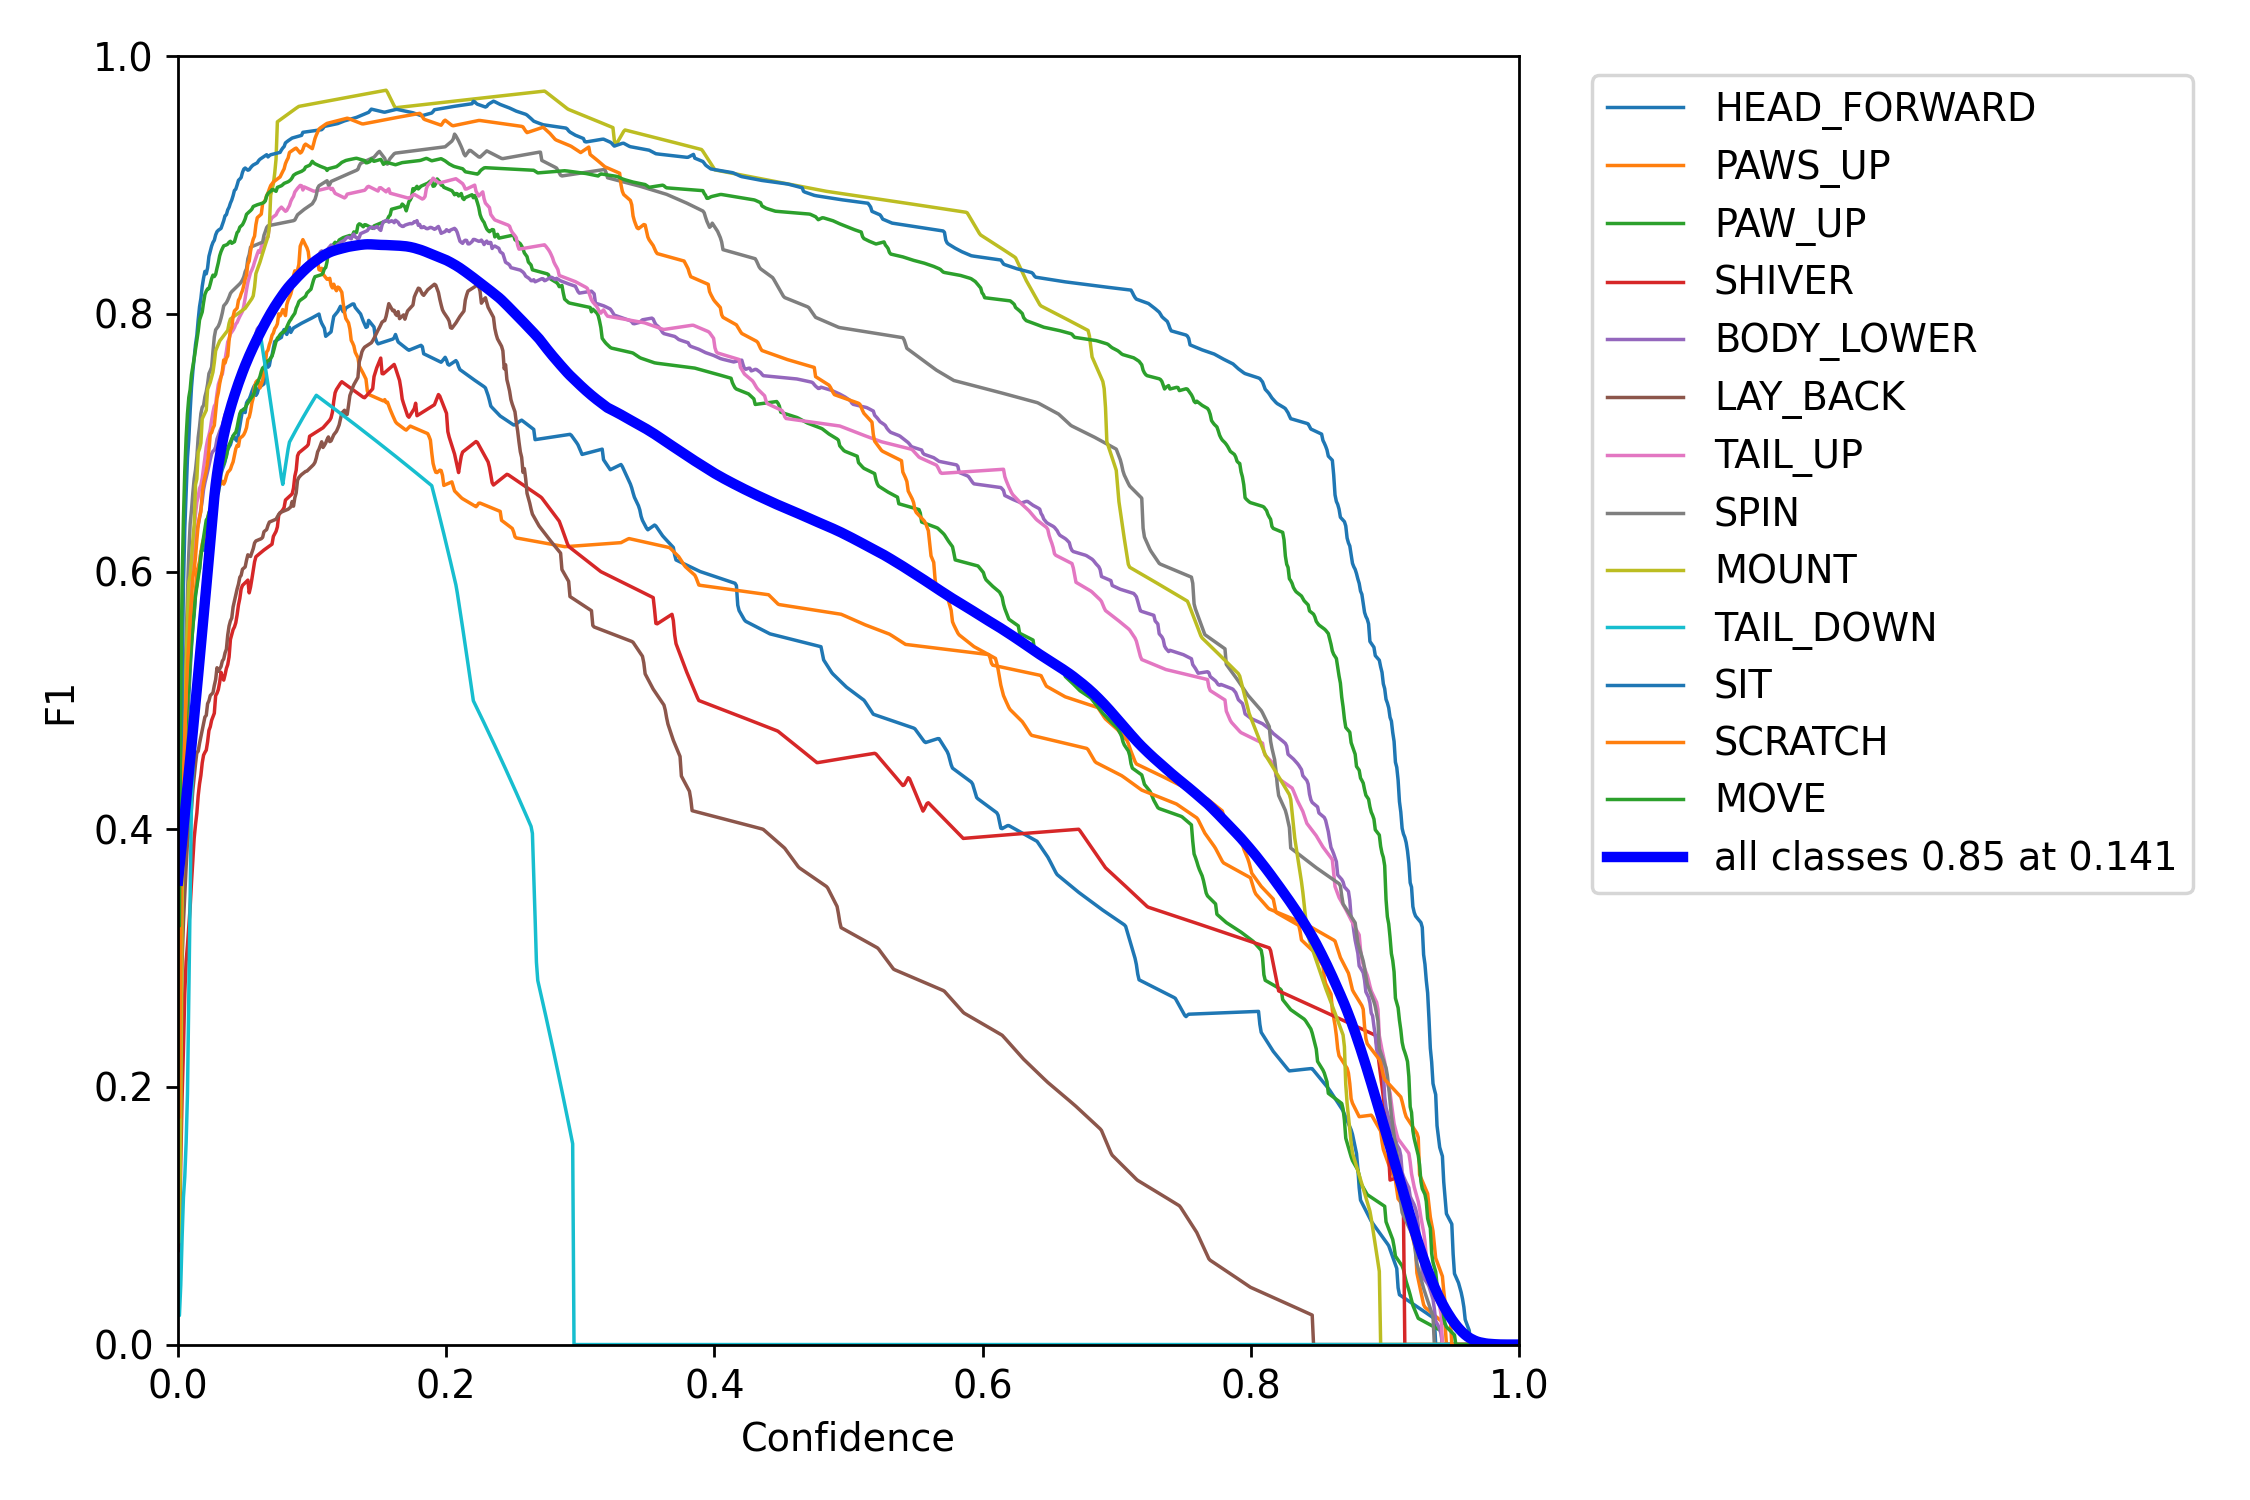 1.0
0.8
0.6
0.4
0.2
0.0
F1
0.0 0.2 0.4 0.6 0.8 1.0
Confidence
HEAD_FORWARD
PAWS_UP
PAW_UP
SHIVER
BODY_LOWER
LAY_BACK
TAIL_UP
SPIN
MOUNT
TAIL_DOWN
SIT
SCRATCH
MOVE
all classes 0.85 at 0.141